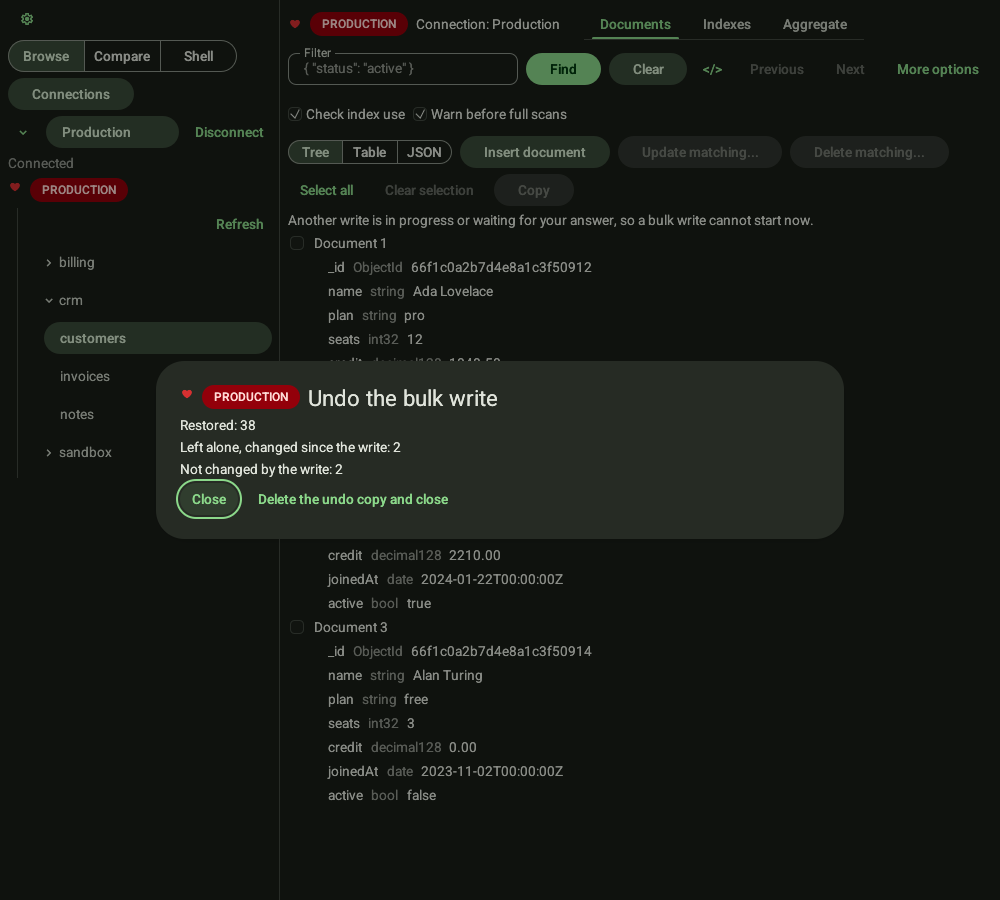 PRODUCTION Connection: Production Documents Indexes Aggregate
Browse Compare Shell
Filter
{ "status": "active" } Find Clear </> Previous Next More options
Connections
Check index use Warn before full scans
Production Disconnect
Tree Table JSON Insert document Update matching... Delete matching...
Connected
PRODUCTION
Select all Clear selection Copy
Another write is in progress or waiting for your answer, so a bulk write cannot start now.
Refresh
billing
crm
customers
invoices
notes
sandbox
Document 1
_id ObjectId 66f1c0a2b7d4e8a1c3f50912
name string Ada Lovelace
plan string pro
seats int32 12
PRODUCTION Undo the bulk write
Restored: 38
Left alone, changed since the write: 2
Not changed by the write: 2
Close Delete the undo copy and close
credit decimal128 2210.00
joinedAt date 2024-01-22T00:00:00Z
active bool true
Document 3
_id ObjectId 66f1c0a2b7d4e8a1c3f50914
name string Alan Turing
plan string free
seats int32 3
credit decimal128 0.00
joinedAt date 2023-11-02T00:00:00Z
active bool false